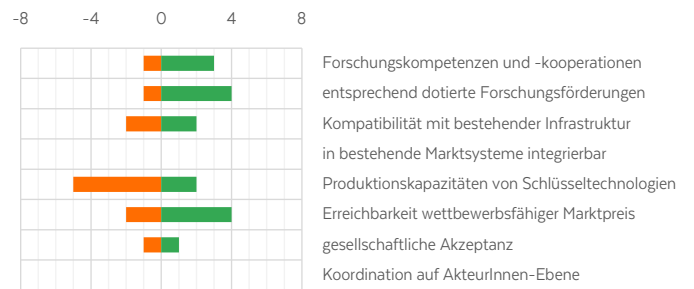 -8 -4 0 4 8
Forschungskompetenzen und -kooperationen
entsprechend dotierte Forschungsförderungen
Kompatibilität mit bestehender Infrastruktur
in bestehende Marktsysteme integrierbar
Produktionskapazitäten von Schlüsseltechnologien
Erreichbarkeit wettbewerbsfähiger Marktpreis
gesellschaftliche Akzeptanz
Koordination auf AkteurInnen-Ebene